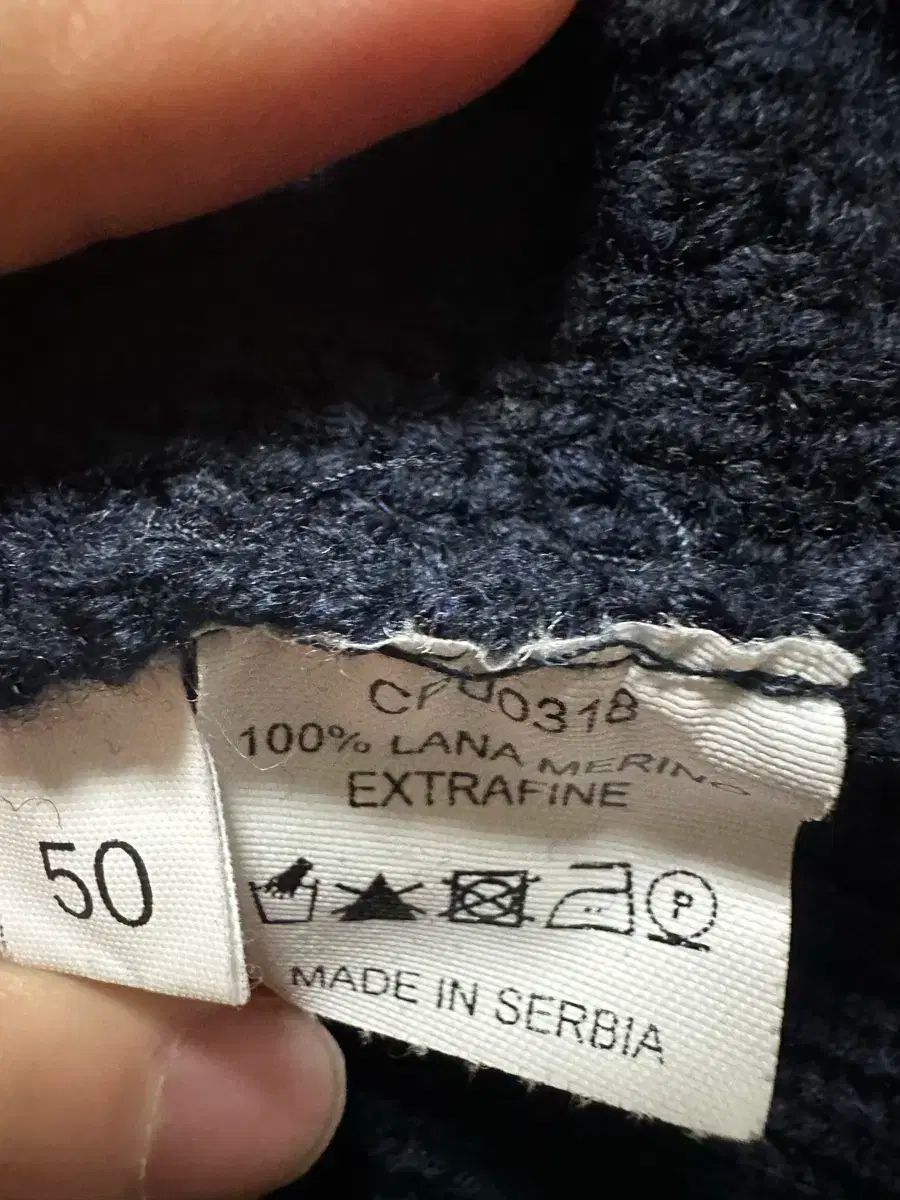 50
100% LANA MERINO
EXTRAFINE
P
MADE IN SERBIA